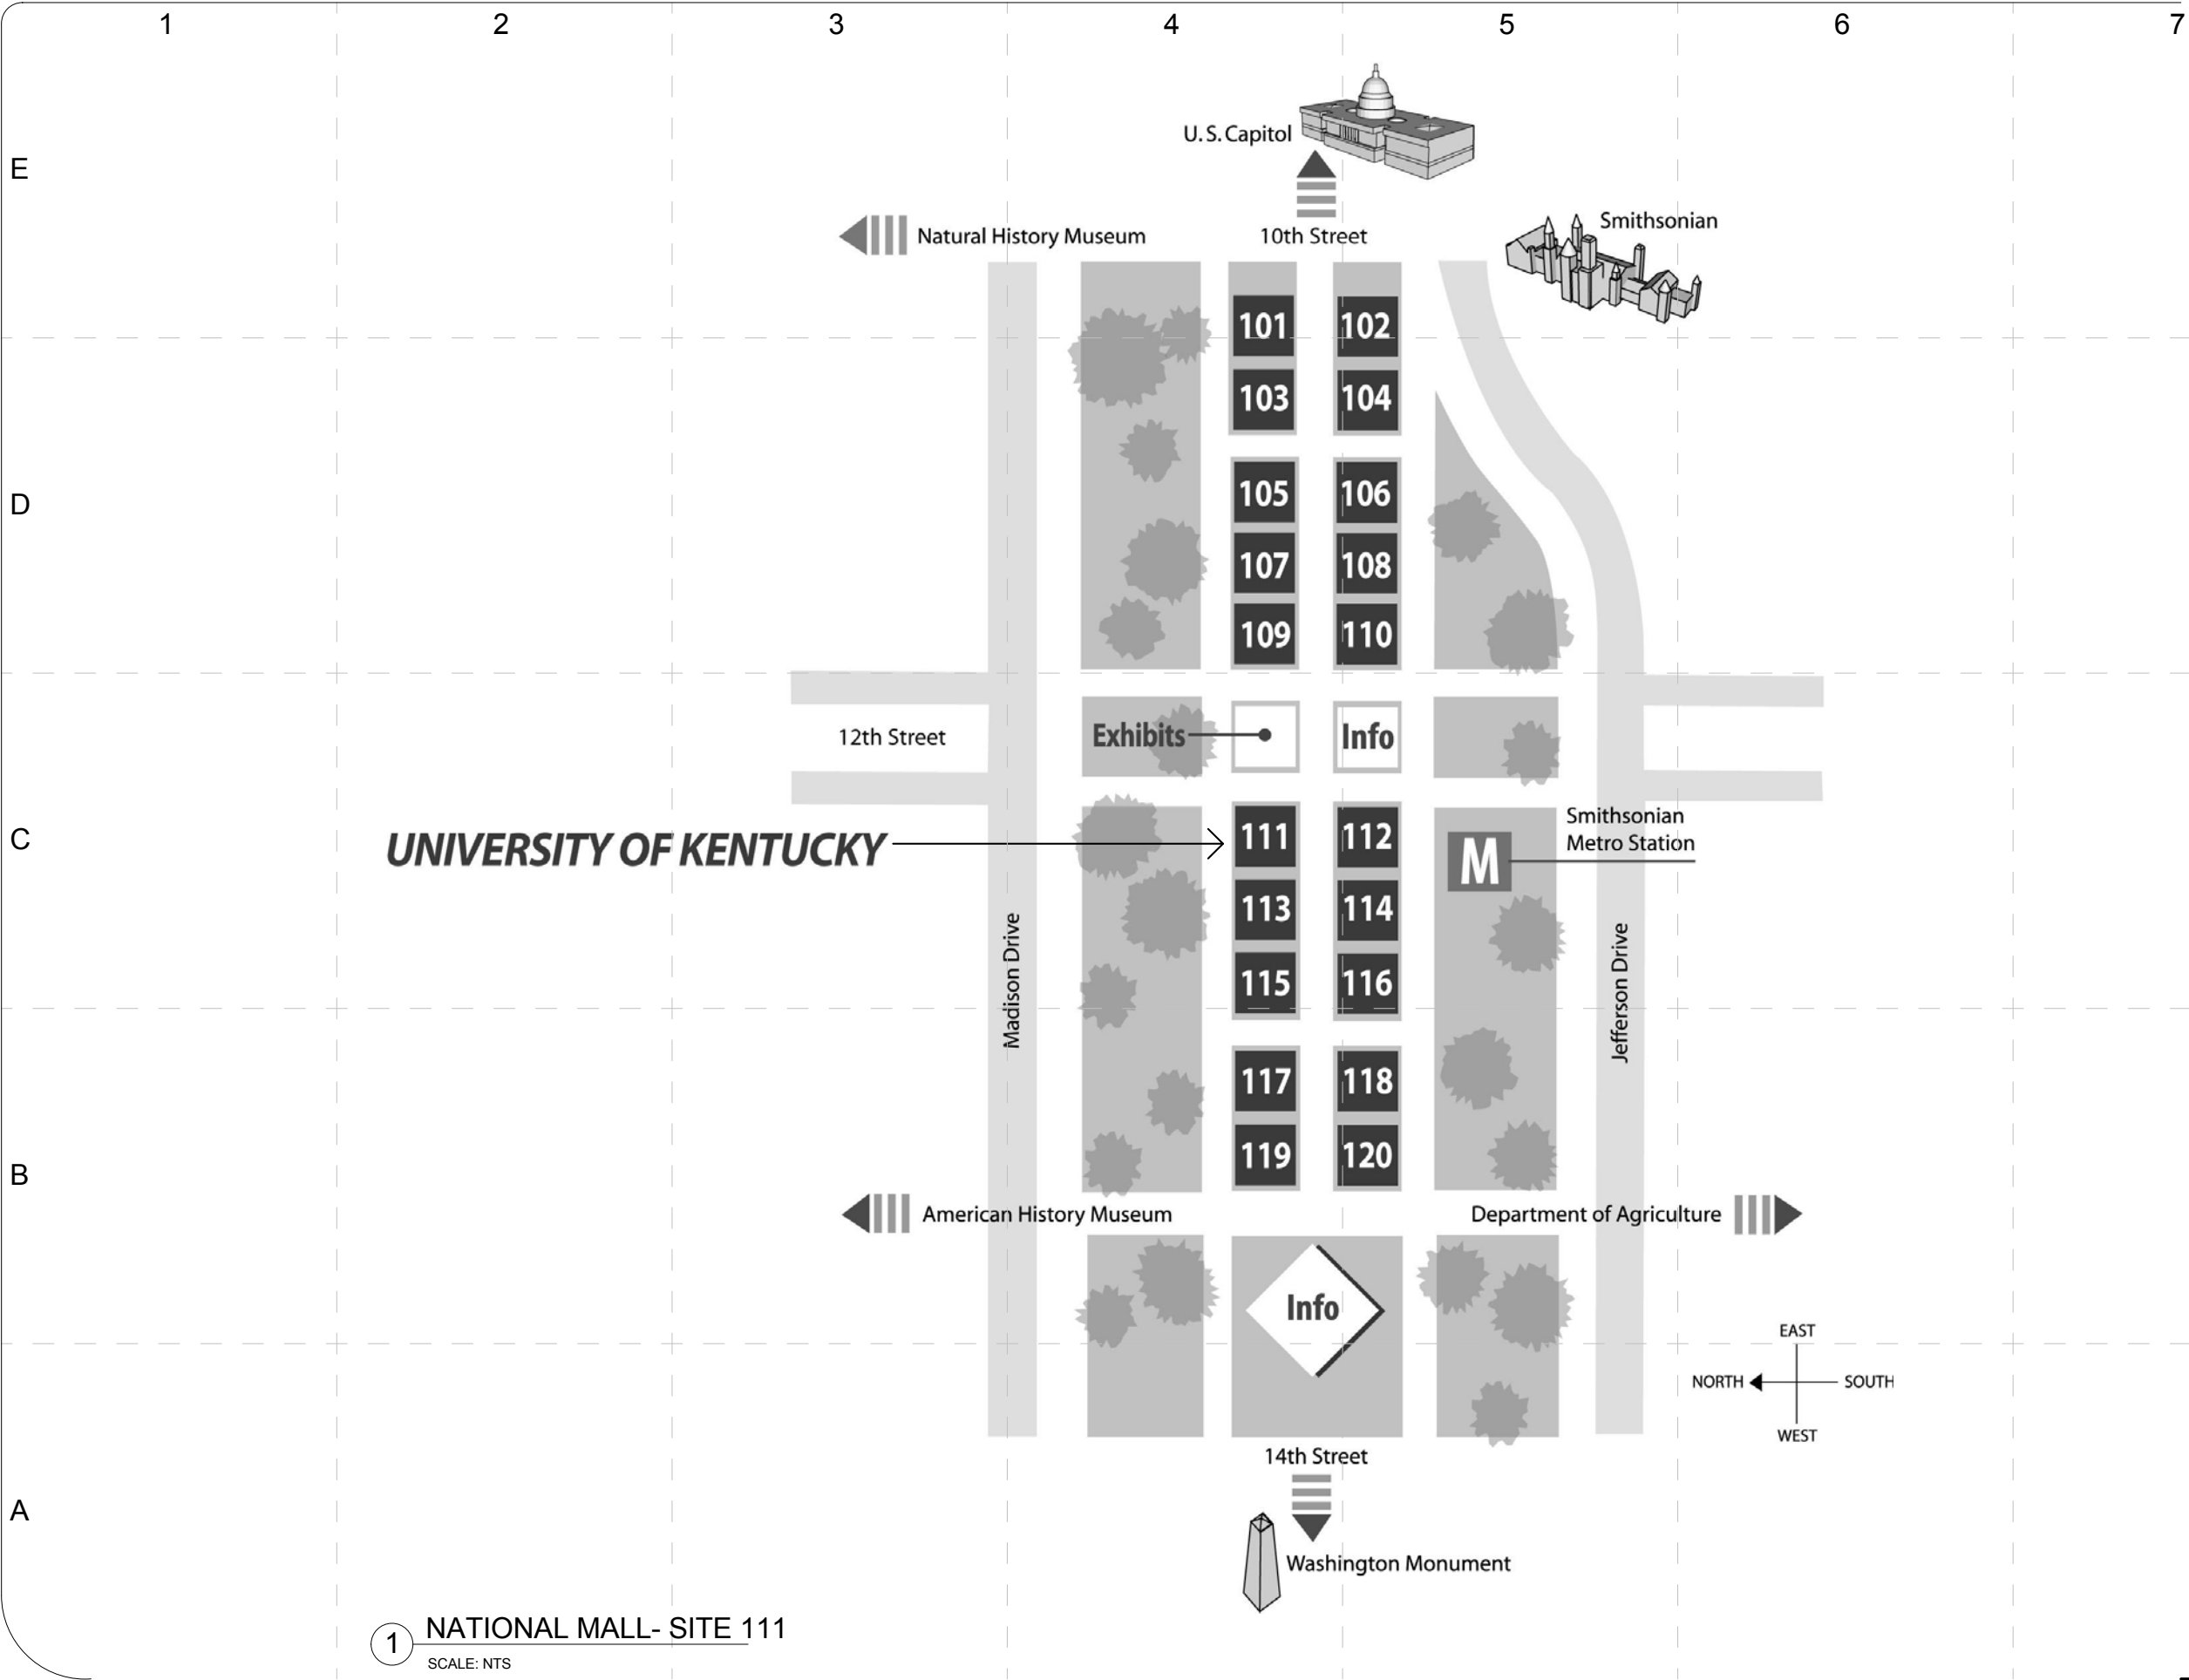 1 2 3 4 5 6 7
E
U.S. Capitol
Natural History Museum
10th Street
Smithsonian
101 102
103 104
D
105 106
107 108
109 110
12th Street
Exhibits
Info
C
UNIVERSITY OF KENTUCKY
111 112
Smithsonian
Metro Station
M
113 114
115 116
Madison Drive
Jefferson Drive
117 118
119 120
B
American History Museum
Department of Agriculture
Info
EAST
NORTH
SOUTH
WEST
14th Street
A
Washington Monument
1
NATIONAL MALL- SITE 111
SCALE: NTS